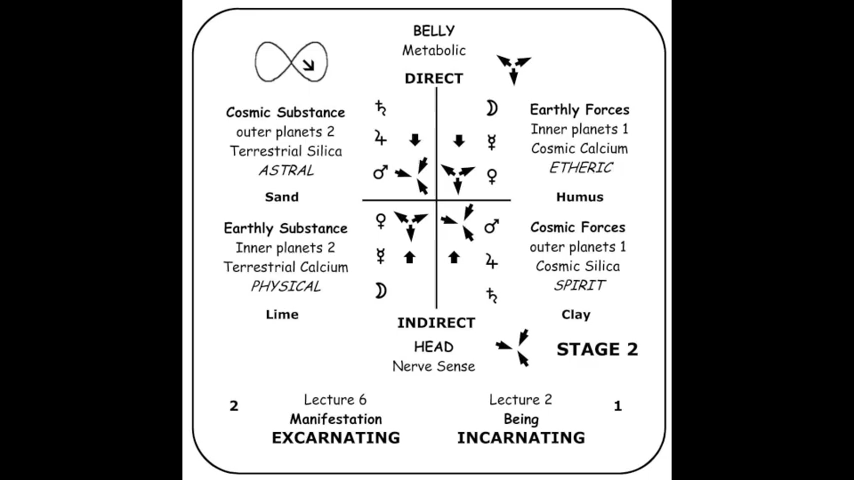 BELLY
Metabolic
DIRECT
Cosmic Substance
outer planets 2
Terrestrial Silica
ASTRAL
Sand
♄
♃
♂
☽
☿
♀
Earthly Forces
Inner planets 1
Cosmic Calcium
ETHERIC
Humus
Earthly Substance
Inner planets 2
Terrestrial Calcium
PHYSICAL
Lime
♀
☿
☽
♂
♃
♄
Cosmic Forces
outer planets 1
Cosmic Silica
SPIRIT
Clay
INDIRECT
HEAD
Nerve Sense
STAGE 2
2
Lecture 6
Manifestation
EXCARNATING
Lecture 2
Being
INCARNATING
1